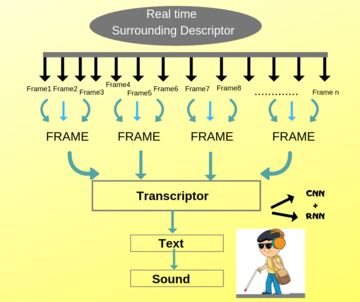 Real time
Surrounding Descriptor
Frame1 Frame2 Frame3 Frame4 Frame5 Frame6 Frame7 Frame8 .............. Frame n
FRAME FRAME FRAME FRAME
Transcriptor
CNN
+
RNN
Text
Sound